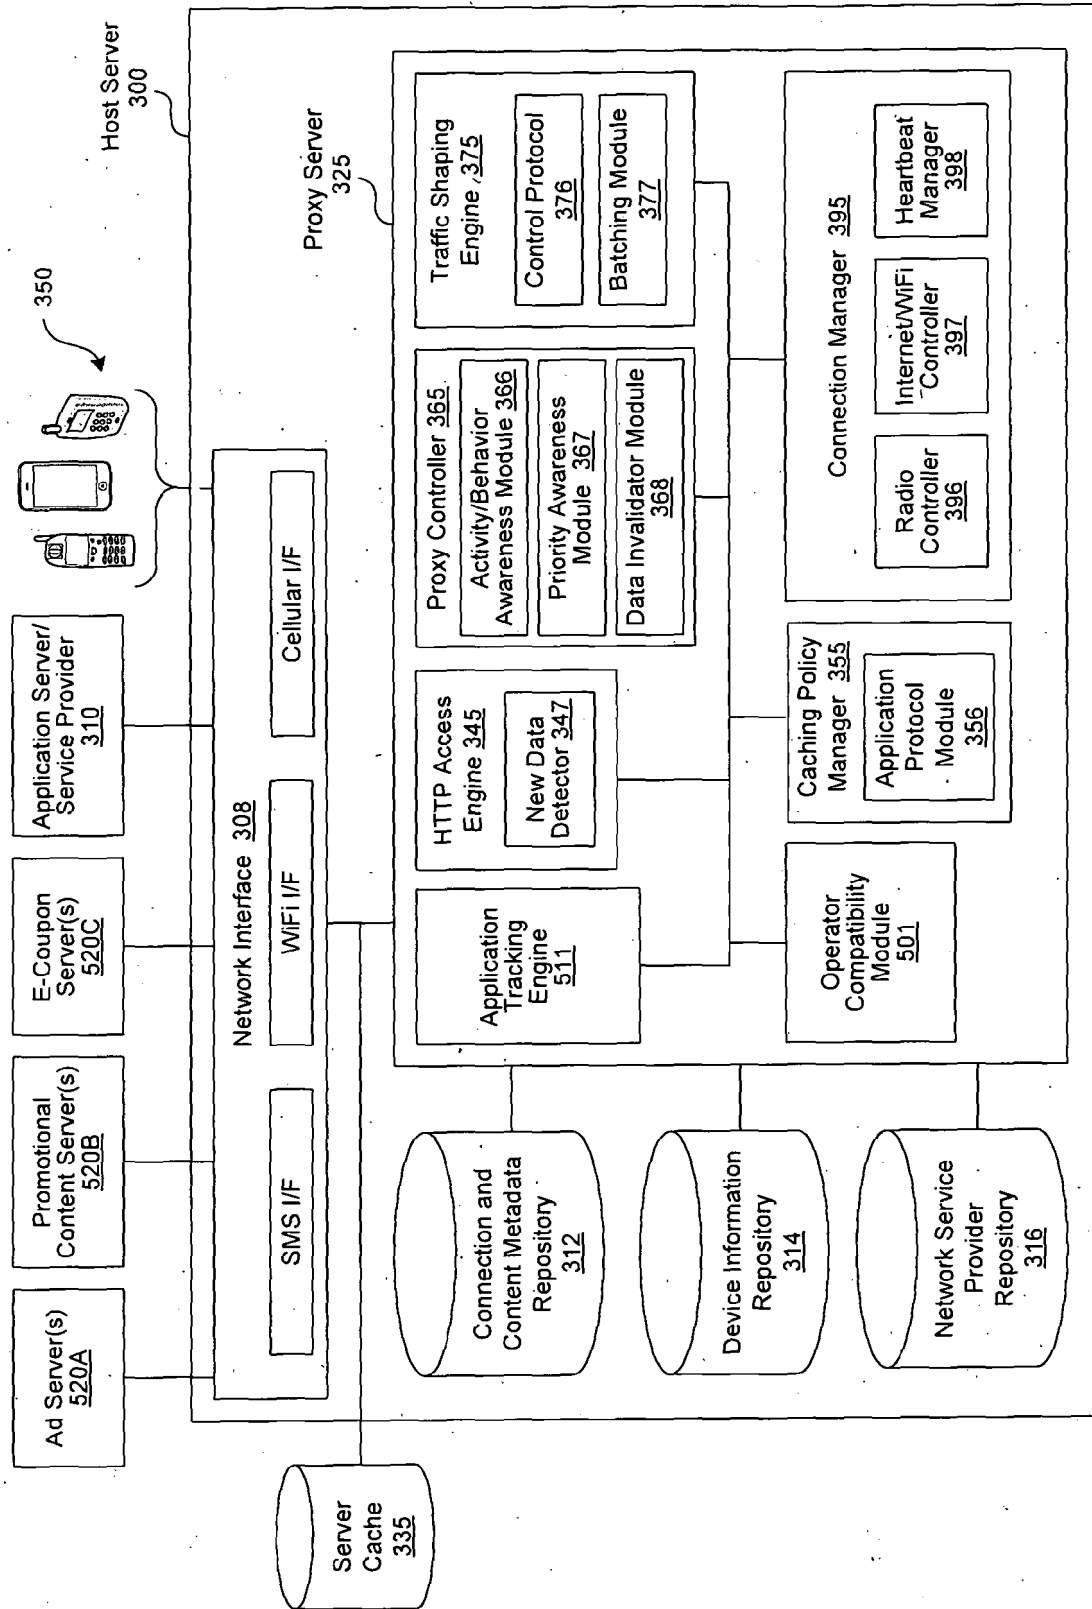 Ad Server(s)
520A
Promotional
Content Server(s)
520B
E-Coupon
Server(s)
520C
Application Server/
Service Provider
310
350
Host Server
300
Server
Cache
335
Network Interface 308
SMS I/F
WiFi I/F
Cellular I/F
Proxy Server
325
Connection and
Content Metadata
Repository
312
Device Information
Repository
314
Network Service
Provider
Repository
316
Application
Tracking
Engine
511
HTTP Access
Engine 345
New Data
Detector 347
Proxy Controller 365
Activity/Behavior
Awareness Module 366
Priority Awareness
Module 367
Data Invalidator Module
368
Traffic Shaping
Engine 375
Control Protocol
376
Batching Module
377
Operator
Compatibility
Module
501
Caching Policy
Manager 355
Application
Protocol
Module
356
Connection Manager 395
Radio
Controller
396
Internet/WiFi
Controller
397
Heartbeat
Manager
398